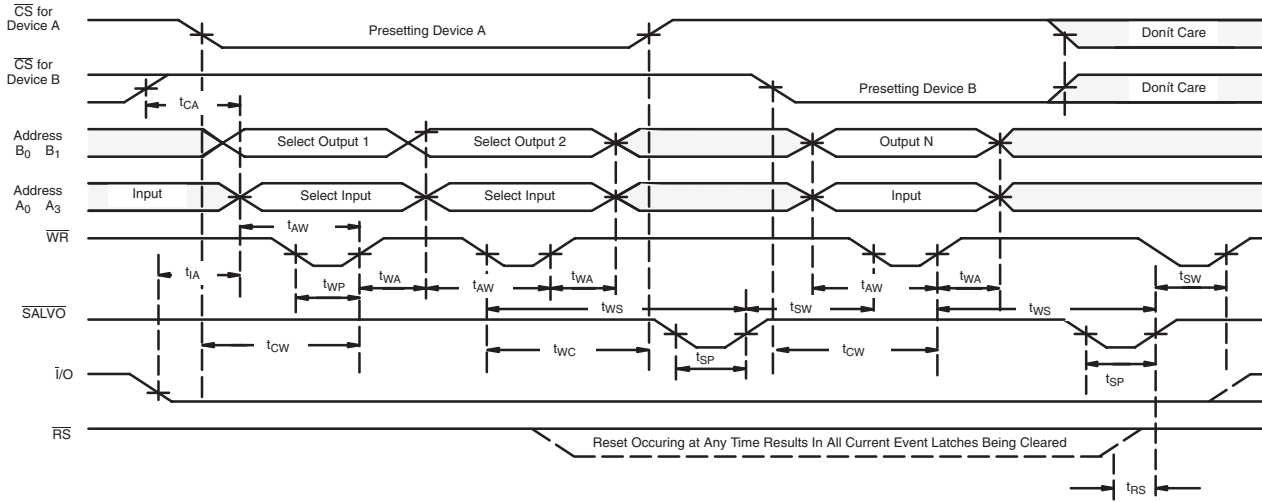 CS for
Device A
Presetting Device A
Donít Care
CS for
Device B
Presetting Device B
Donít Care
tCA
Address
B0 B1
Select Output 1
Select Output 2
Output N
Address
A0 A3
Input
Select Input
Select Input
Input
tAW
WR
tIA
tWP
tWA
tAW
tWA
tAW
tWA
tSW
tWS
tSW
tWS
SALVO
tCW
tWC
tSP
tCW
tSP
I/O
RS
Reset Occuring at Any Time Results In All Current Event Latches Being Cleared
tRS